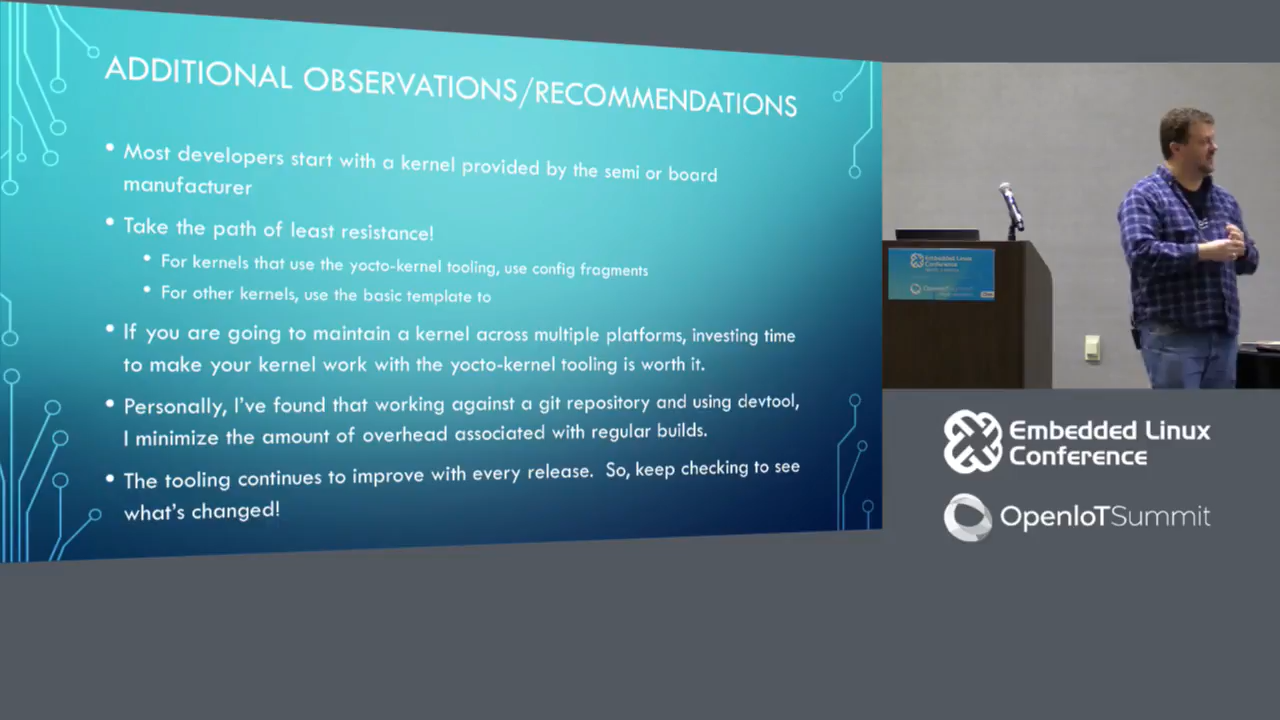 ADDITIONAL OBSERVATIONS/RECOMMENDATIONS
• Most developers start with a kernel provided by the semi or board
manufacturer
• Take the path of least resistance!
• For kernels that use the yocto-kernel tooling, use config fragments
• For other kernels, use the basic template to
• If you are going to maintain a kernel across multiple platforms, investing time
to make your kernel work with the yocto-kernel tooling is worth it.
• Personally, I've found that working against a git repository and using devtool,
I minimize the amount of overhead associated with regular builds.
• The tooling continues to improve with every release.  So, keep checking to see
what's changed!
Embedded Linux
Conference
OpenIoTSummit
Embedded Linux
Conference
OpenIoTSummit